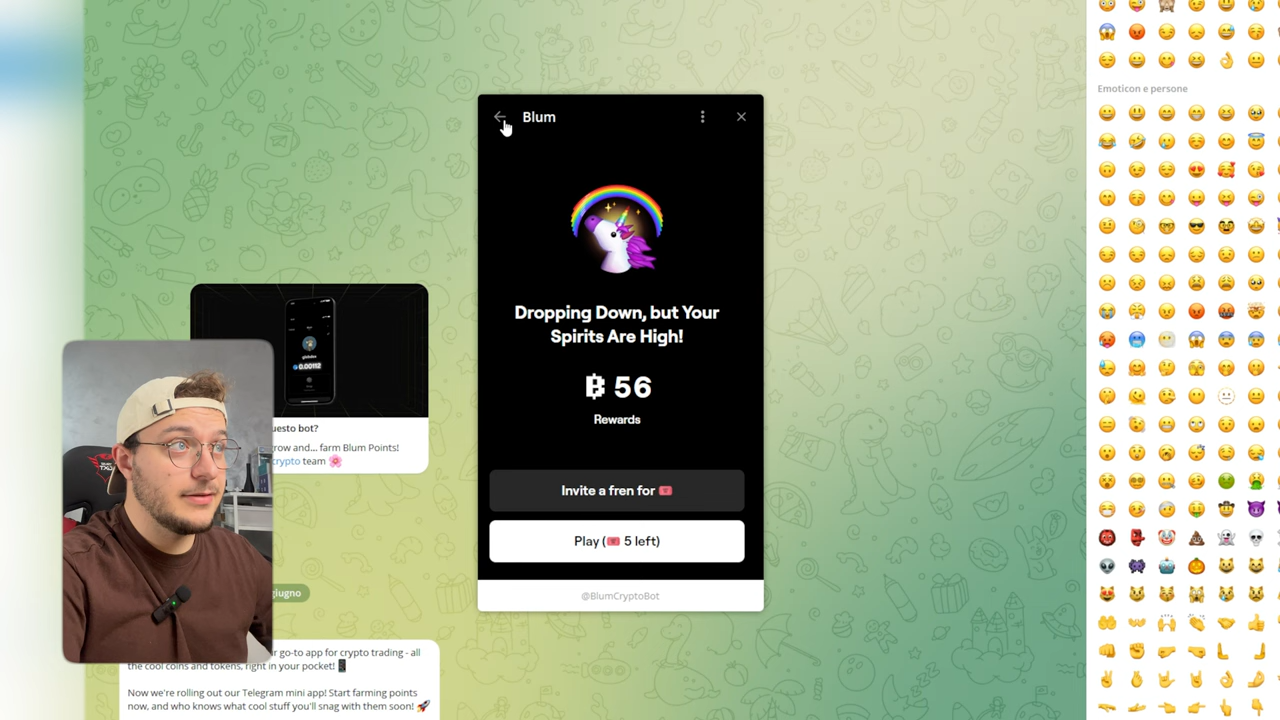 Blum
Emoticon e persone
Dropping Down, but Your
Spirits Are High!
56
Rewards
Invite a fren for 🎟
Play (🎟 5 left)
@BlumCryptoBot
0.00112
uesto bot?
row and... farm Blum Points!
crypto team 🌸
giugno
r go-to app for crypto trading - all
the cool coins and tokens, right in your pocket! 📱
Now we're rolling out our Telegram mini app! Start farming points
now, and who knows what cool stuff you'll snag with them soon! 🚀